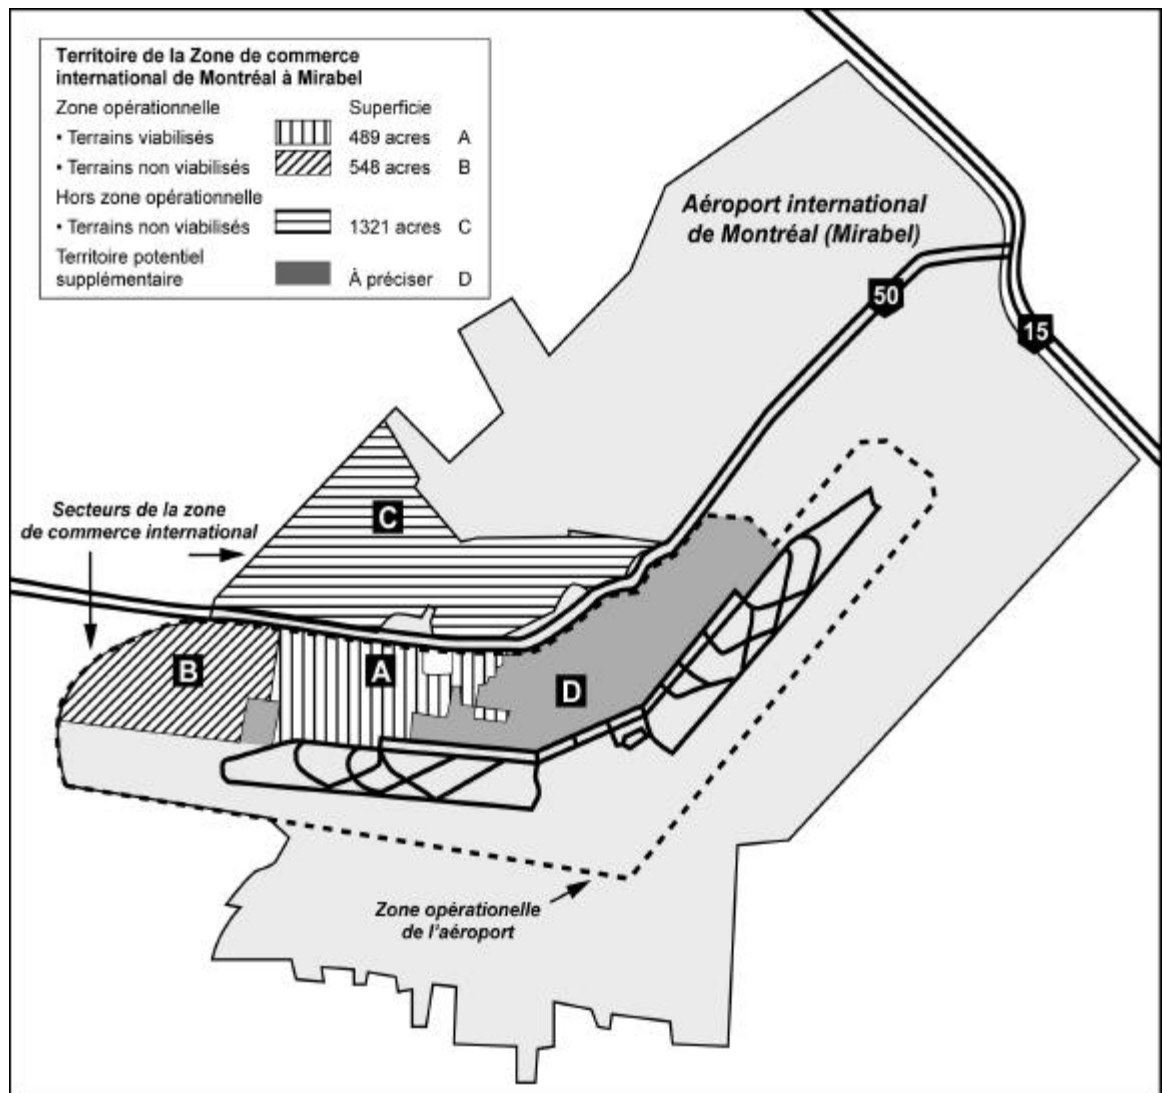 Territoire de la Zone de commerce
international de Montréal à Mirabel
Zone opérationnelle Superficie
• Terrains viabilisés 489 acres A
• Terrains non viabilisés 548 acres B
Hors zone opérationnelle
• Terrains non viabilisés 1321 acres C
Territoire potentiel
supplémentaire À préciser D
Aéroport international
de Montréal (Mirabel)
50
15
Secteurs de la zone
de commerce international
C
B
A
D
Zone opérationelle
de l'aéroport